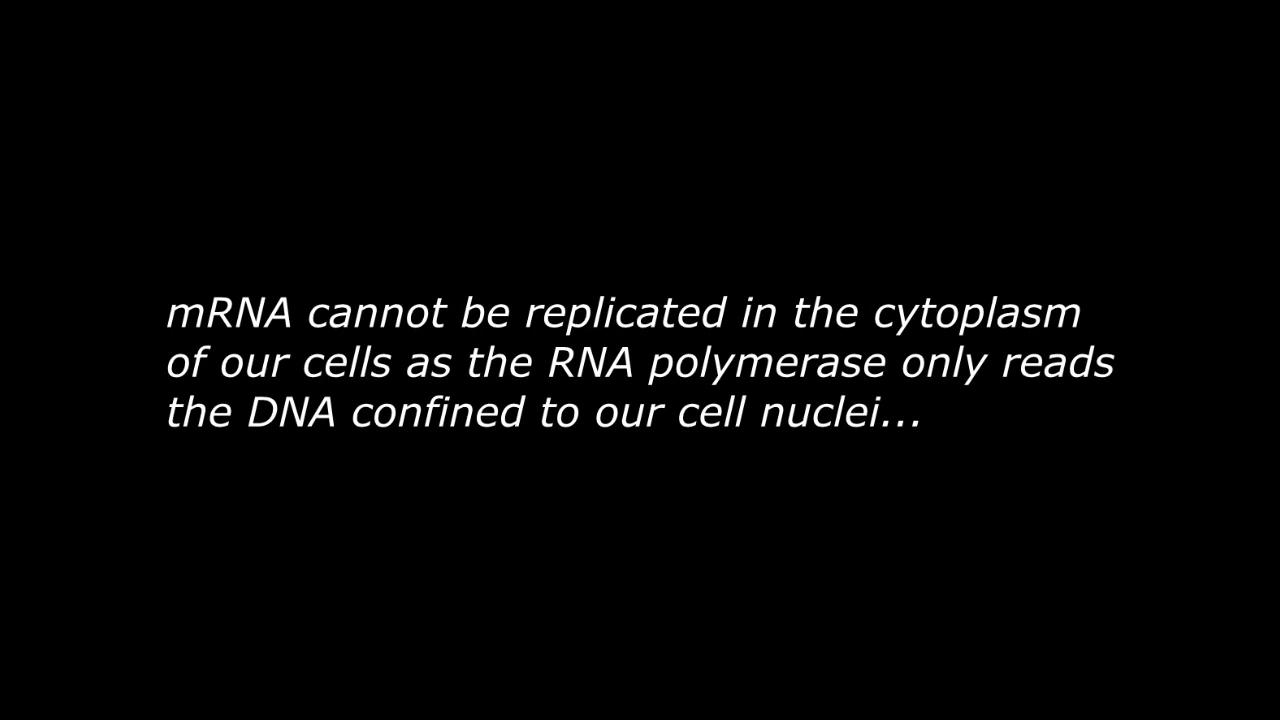 mRNA cannot be replicated in the cytoplasm
of our cells as the RNA polymerase only reads
the DNA confined to our cell nuclei...